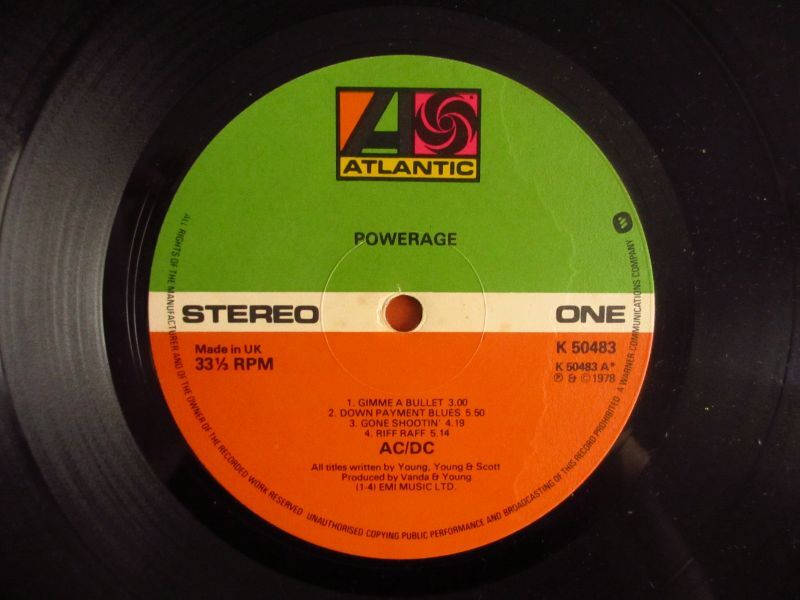 ATLANTIC
POWERAGE
STEREO
ONE
Made in UK
33⅓ RPM
K 50483
K 50483 A*
℗ & © 1978
1. GIMME A BULLET 3.00
2. DOWN PAYMENT BLUES 5.50
3. GONE SHOOTIN' 4.19
4. RIFF RAFF 5.14
AC/DC
All titles written by Young, Young & Scott
Produced by Vanda & Young
(1-4) EMI MUSIC LTD.
ALL RIGHTS OF THE MANUFACTURER AND OF THE OWNER OF THE RECORDED WORK RESERVED UNAUTHORISED COPYING PUBLIC PERFORMANCE AND BROADCASTING OF THIS RECORD PROHIBITED A WARNER COMMUNICATIONS COMPANY